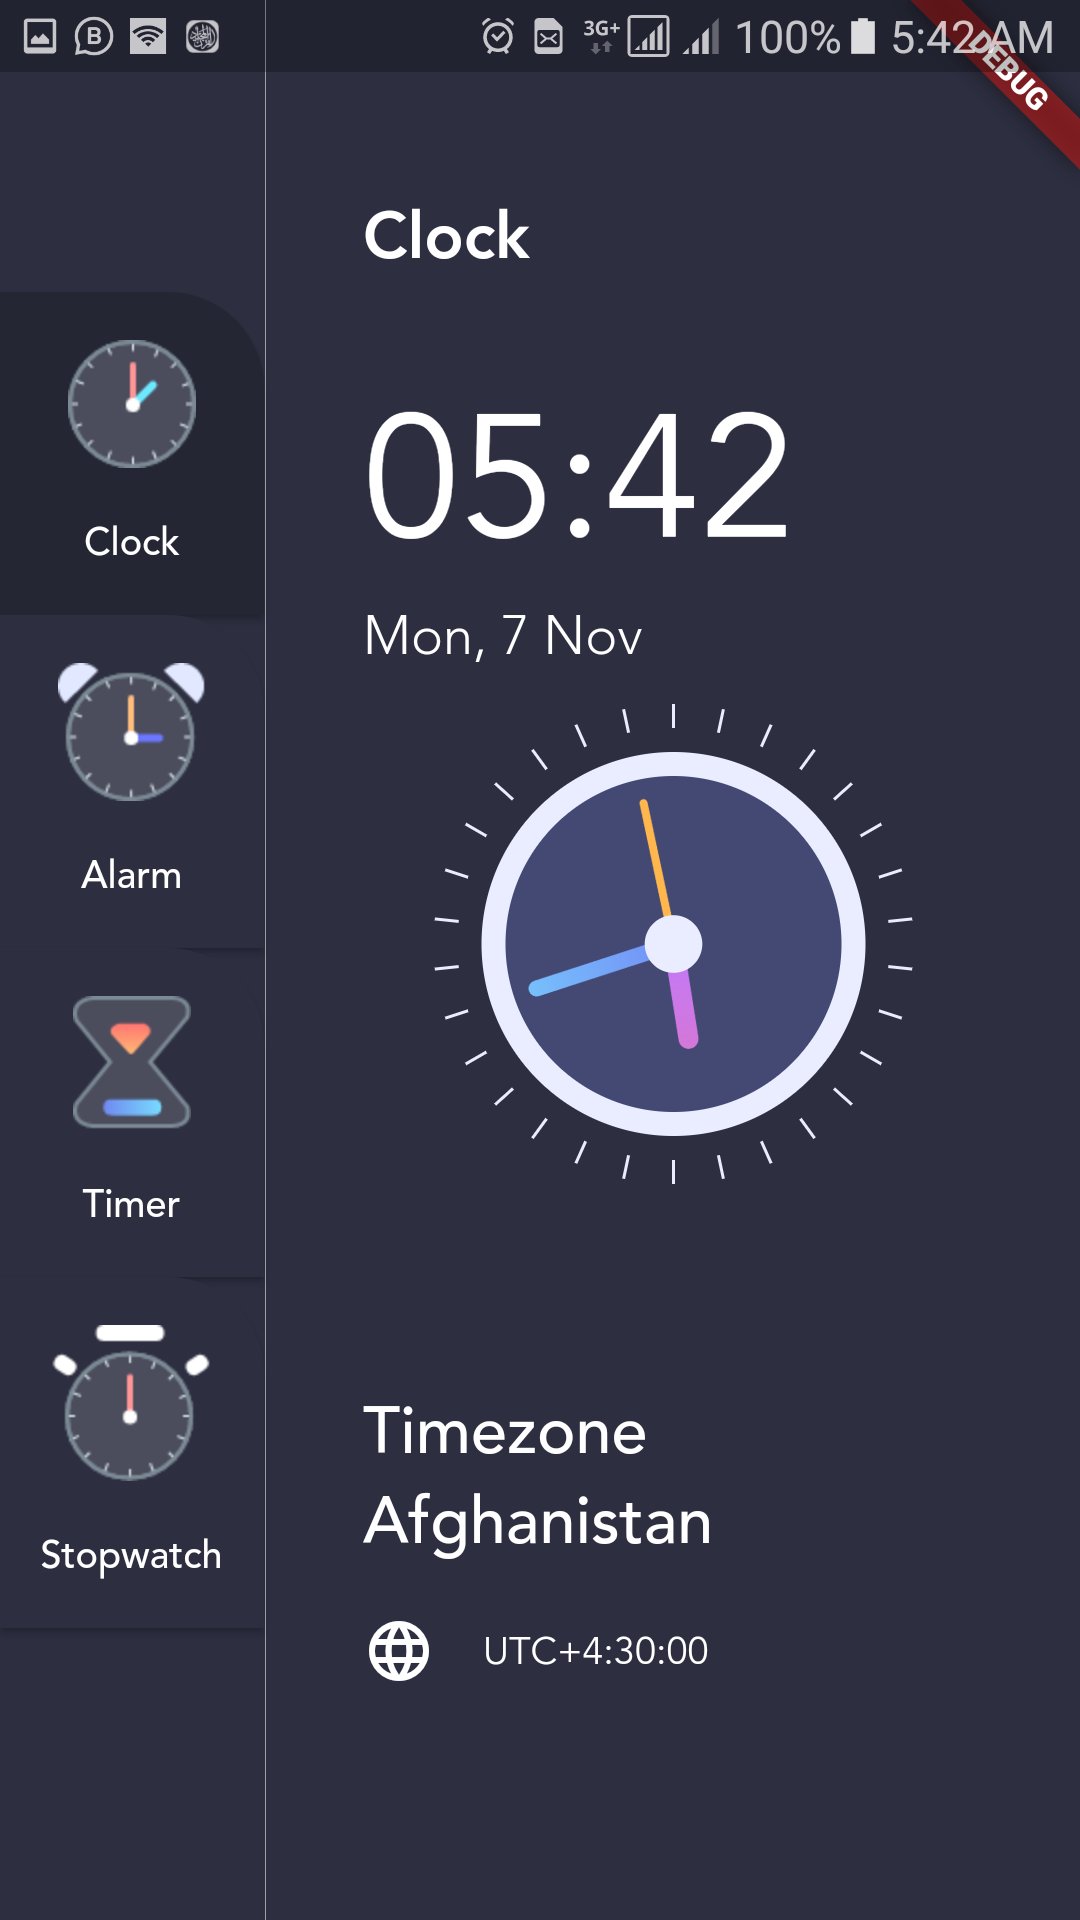 3G+ 100% 5:42 AM
DEBUG
Clock
05:42
Mon, 7 Nov
Clock
Alarm
Timer
Stopwatch
Timezone
Afghanistan
UTC+4:30:00